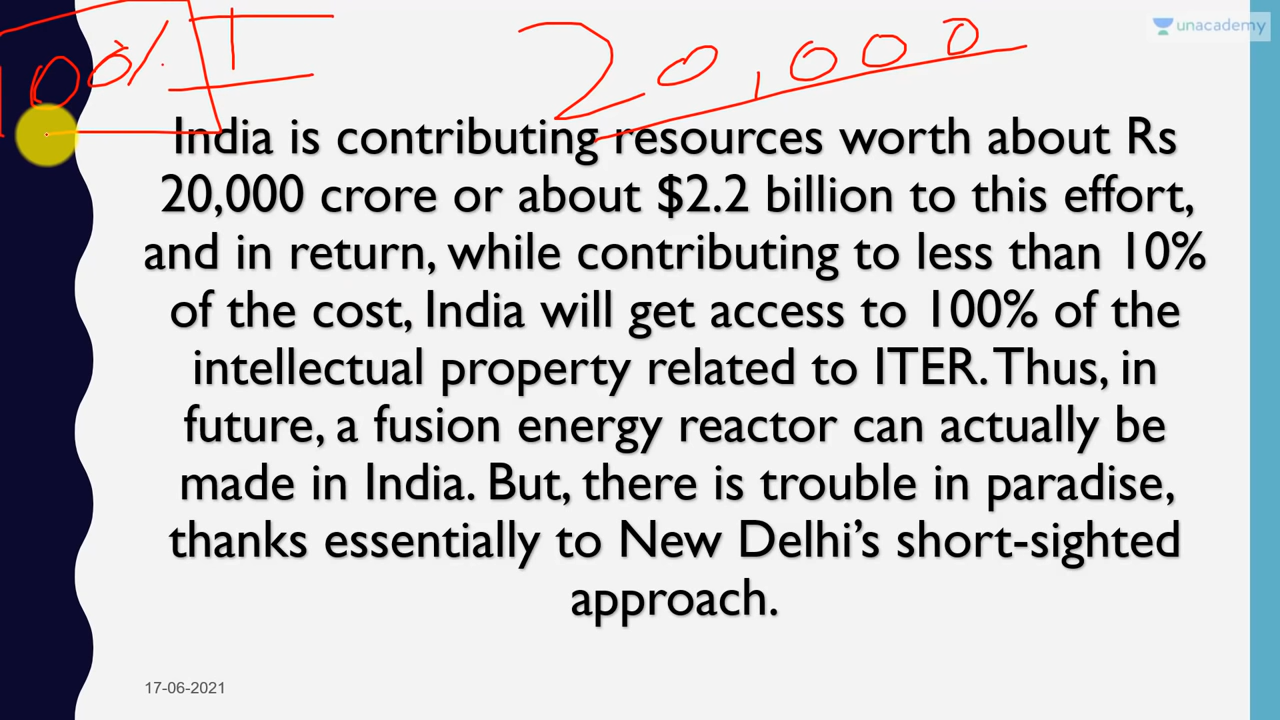 100% I
20,000
unacademy
India is contributing resources worth about Rs
20,000 crore or about $2.2 billion to this effort,
and in return, while contributing to less than 10%
of the cost, India will get access to 100% of the
intellectual property related to ITER. Thus, in
future, a fusion energy reactor can actually be
made in India. But, there is trouble in paradise,
thanks essentially to New Delhi’s short-sighted
approach.
17-06-2021